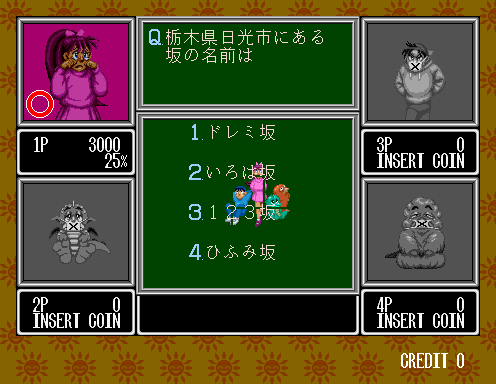 Q.栃木県日光市にある
坂の名前は
1.ドレミ坂
2.いろは坂
3.１２３坂
4.ひふみ坂
1P 3000
25%
3P 0
INSERT COIN
2P 0
INSERT COIN
4P 0
INSERT COIN
CREDIT 0